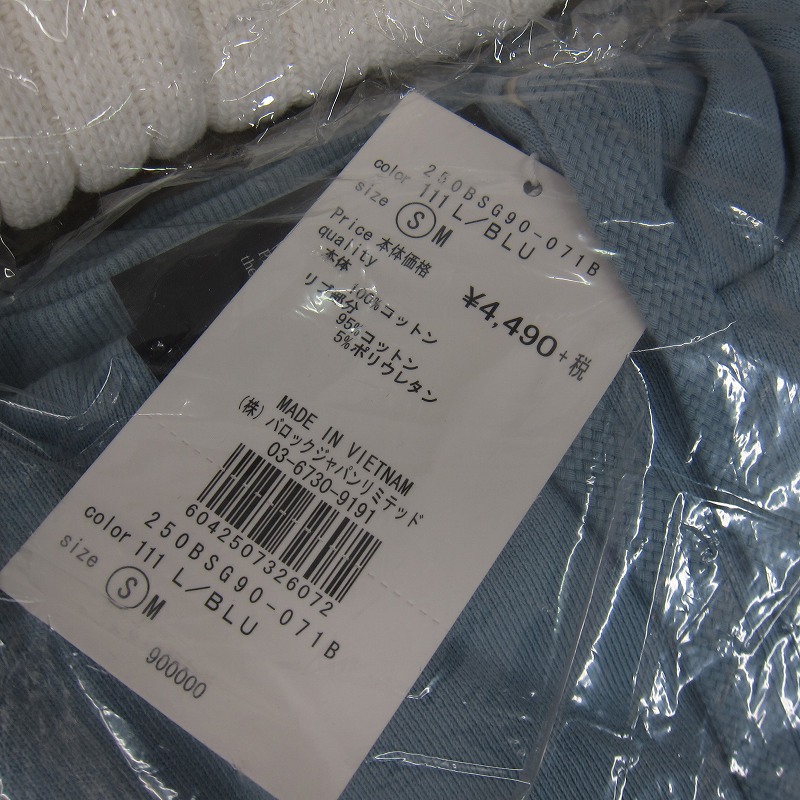 250BSG90-071B
color 111 L/BLU
size Ⓢ M
Price 本体価格 ¥4,490+税
quality
本体 100%コットン
リブ部分
95%コットン
5%ポリウレタン
MADE IN VIETNAM
(株)バロックジャパンリミテッド
03-6730-9191
6042507326072
250BSG90-071B
color 111 L/BLU
size Ⓢ M
900000